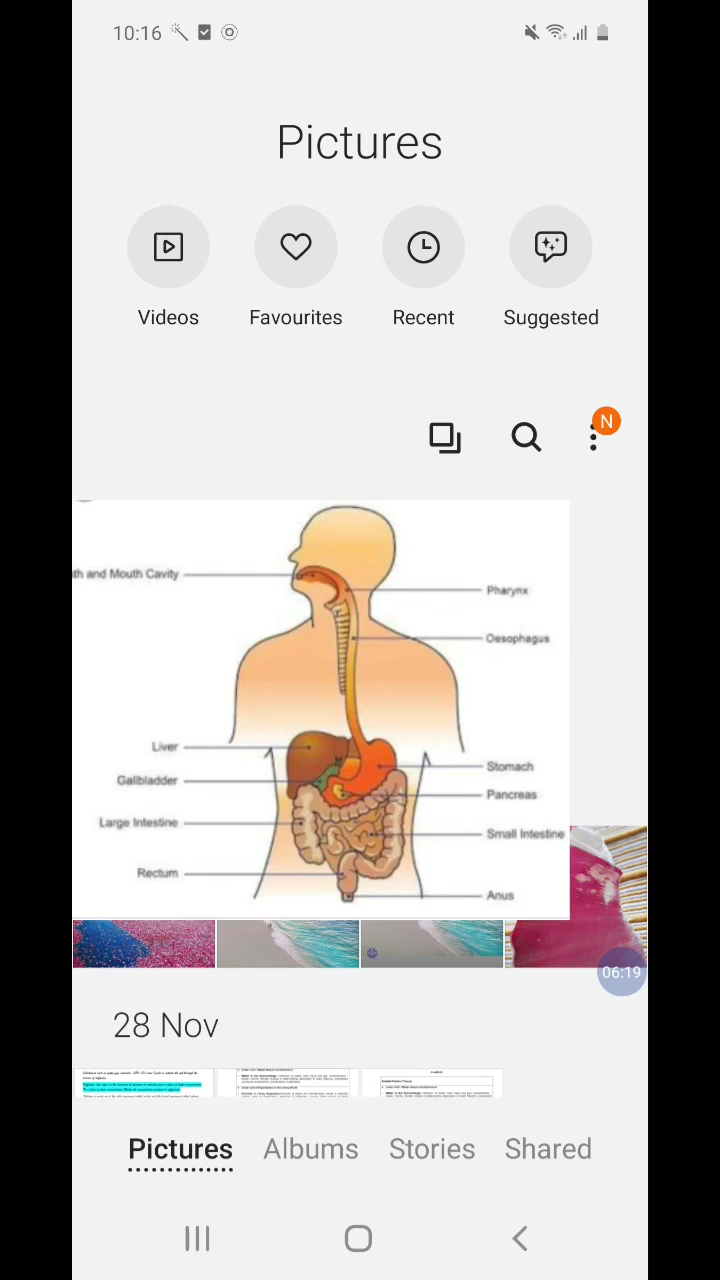 10:16
Pictures
Videos Favourites Recent Suggested
N
th and Mouth Cavity
Pharynx
Oesophagus
Liver
Stomach
Gallbladder
Pancreas
Large Intestine
Small Intestine
Rectum
Anus
06:19
28 Nov
Pictures Albums Stories Shared